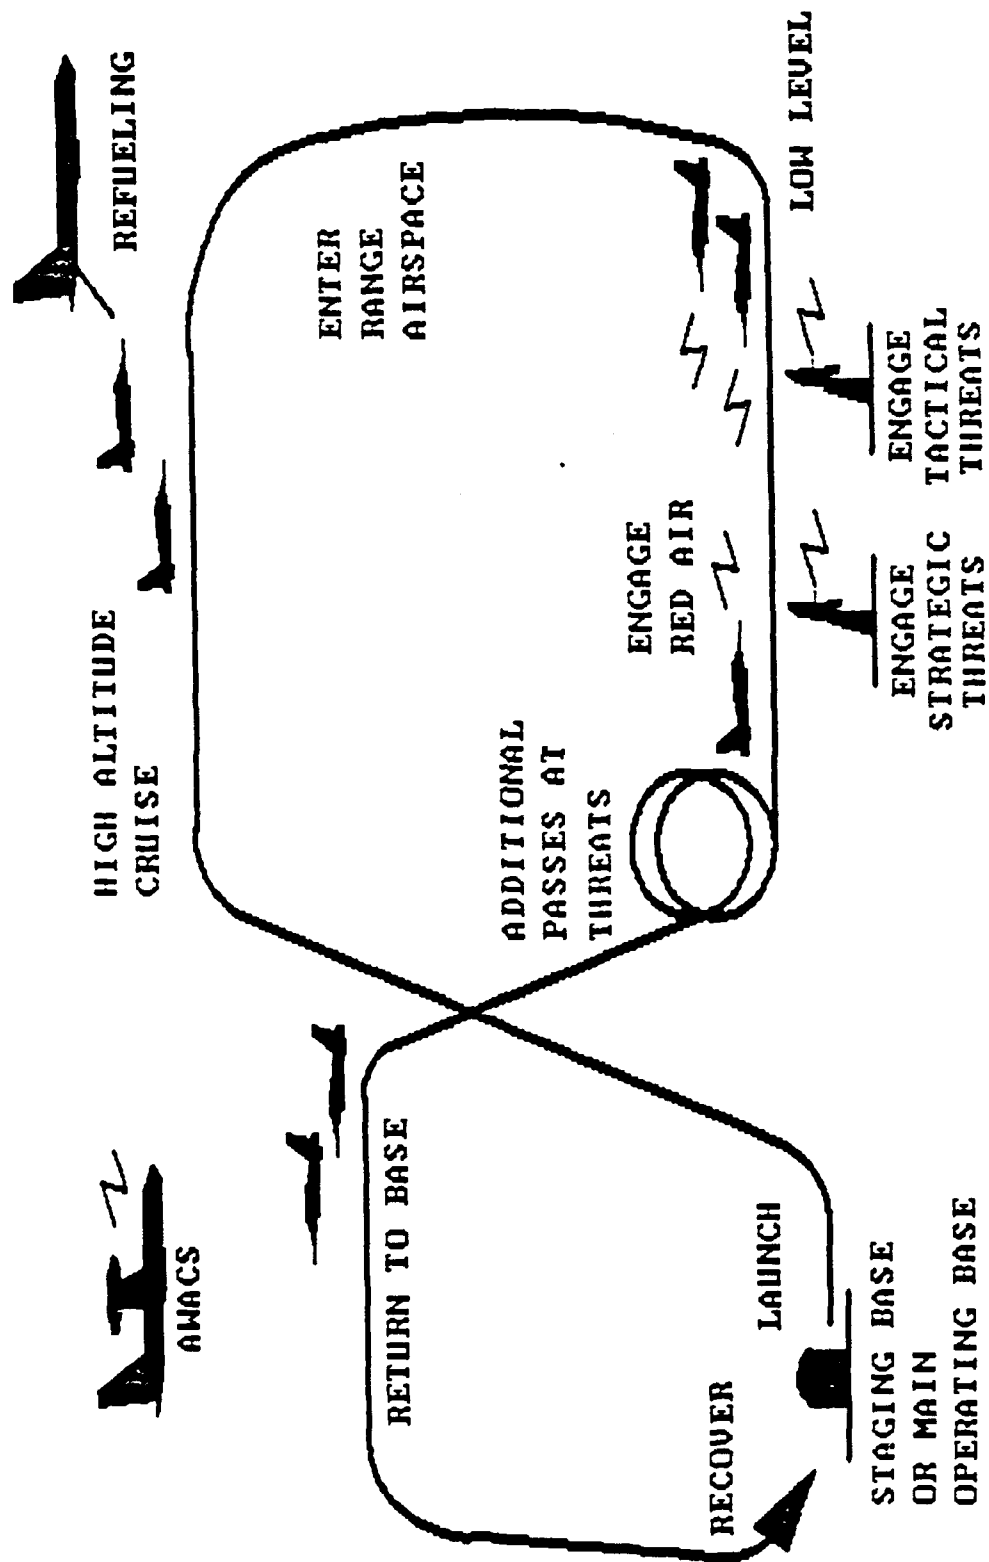 REFUELING
HIGH ALTITUDE
CRUISE
AWACS
ENTER
RANGE
AIRSPACE
RETURN TO BASE
ADDITIONAL
PASSES AT
THREATS
ENGAGE
RED AIR
LOW LEVEL
LAUNCH
RECOVER
STAGING BASE
OR MAIN
OPERATING BASE
ENGAGE
STRATEGIC
THREATS
ENGAGE
TACTICAL
THREATS